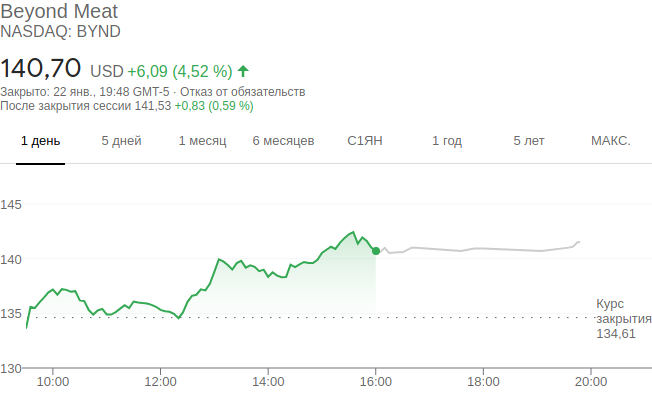 Beyond Meat
NASDAQ: BYND
140,70 USD +6,09 (4,52 %)
Закрыто: 22 янв., 19:48 GMT-5 · Отказ от обязательств
После закрытия сессии 141,53 +0,83 (0,59 %)
1 день 5 дней 1 месяц 6 месяцев С1ЯН 1 год 5 лет МАКС.
145
140
135
130
Курс
закрытия
134,61
10:00 12:00 14:00 16:00 18:00 20:00